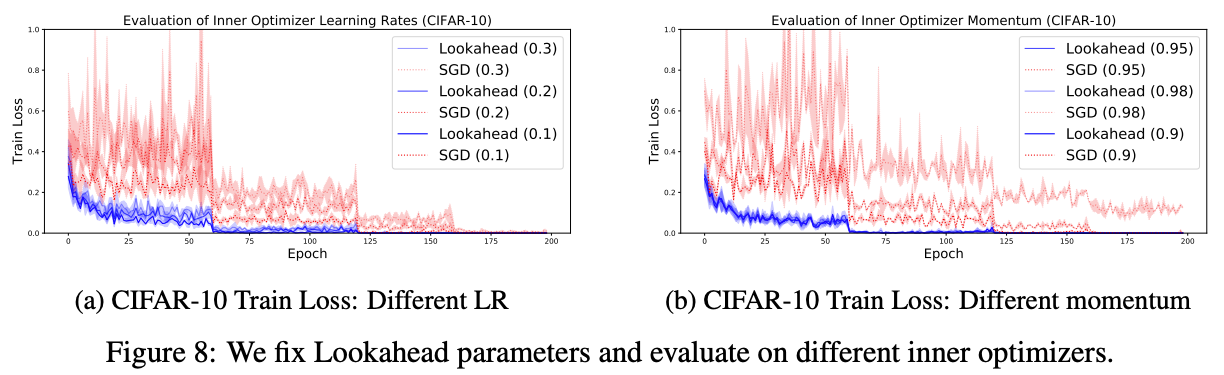 Evaluation of Inner Optimizer Learning Rates (CIFAR-10)
Train Loss
1.0
0.8
0.6
0.4
0.2
0.0
Lookahead (0.3)
SGD (0.3)
Lookahead (0.2)
SGD (0.2)
Lookahead (0.1)
SGD (0.1)
0 25 50 75 100 125 150 175 200
Epoch
(a) CIFAR-10 Train Loss: Different LR
Evaluation of Inner Optimizer Momentum (CIFAR-10)
Train Loss
1.0
0.8
0.6
0.4
0.2
0.0
Lookahead (0.95)
SGD (0.95)
Lookahead (0.98)
SGD (0.98)
Lookahead (0.9)
SGD (0.9)
0 25 50 75 100 125 150 175 200
Epoch
(b) CIFAR-10 Train Loss: Different momentum
Figure 8: We fix Lookahead parameters and evaluate on different inner optimizers.